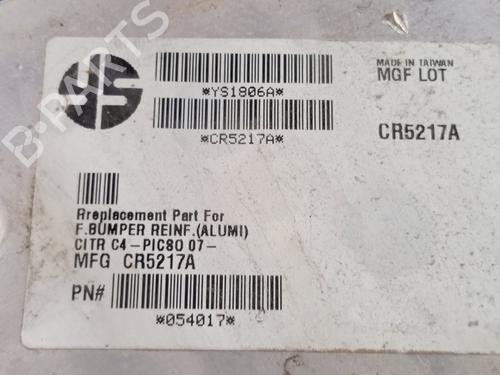 *YS1806A*
*CR5217A*
MADE IN TAIWAN
MGF LOT
CR5217A
Rreplacement Part For
F.BUMPER REINF.(ALUMI)
CITR C4-PICSO 07-
MFG CR5217A
PN#
*054017*
B-PARTS